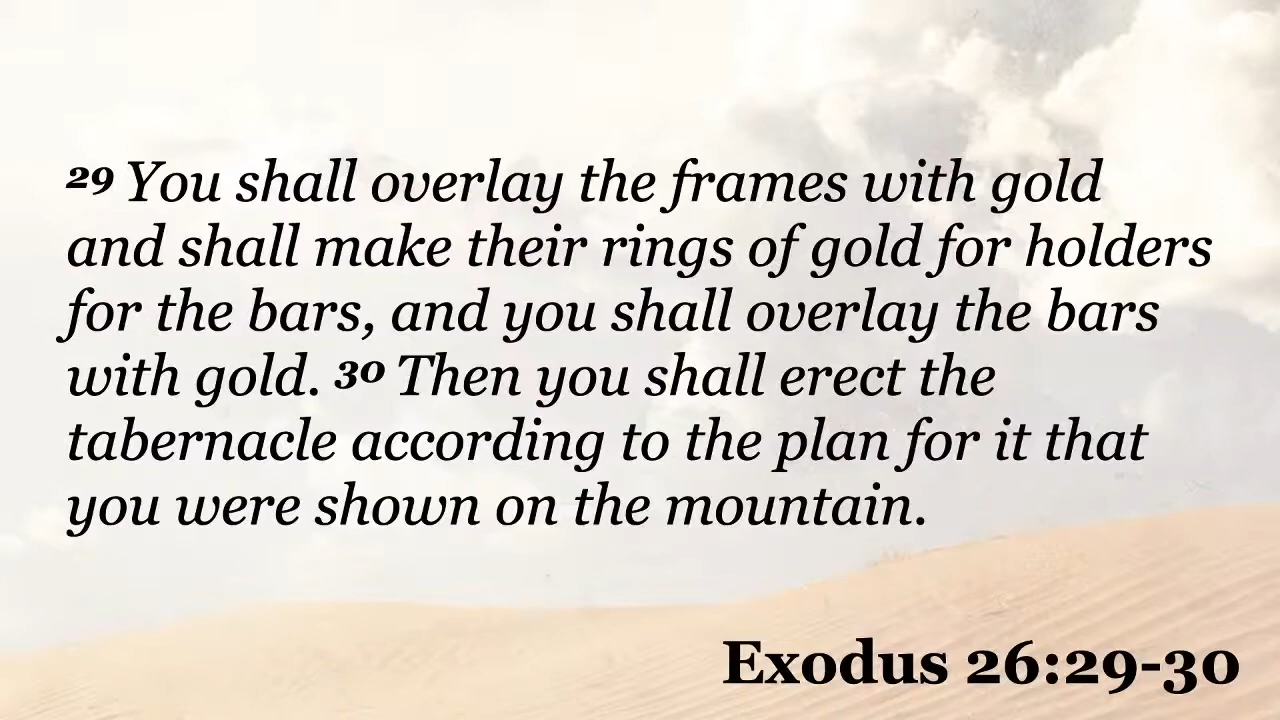 29 You shall overlay the frames with gold
and shall make their rings of gold for holders
for the bars, and you shall overlay the bars
with gold. 30 Then you shall erect the
tabernacle according to the plan for it that
you were shown on the mountain.
Exodus 26:29-30